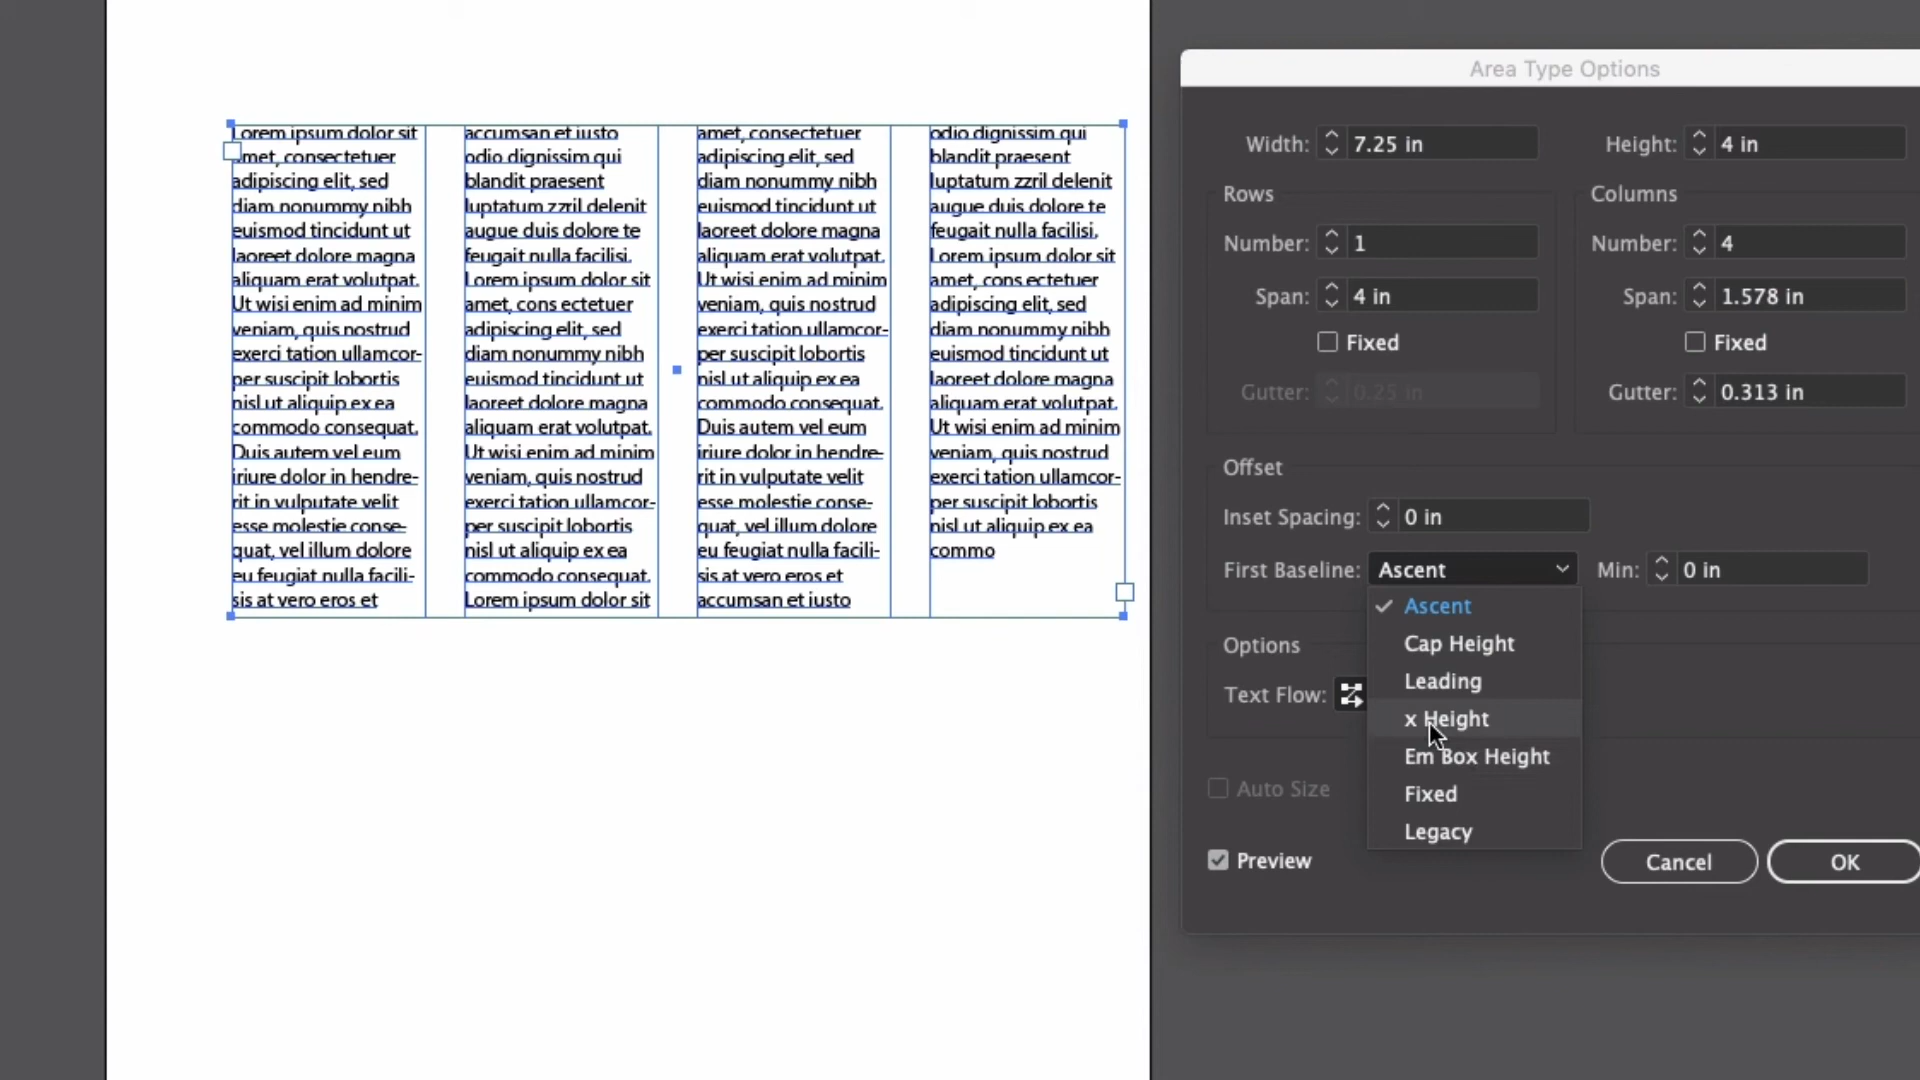 Lorem ipsum dolor sit
amet, consectetuer
adipiscing elit, sed
diam nonummy nibh
euismod tincidunt ut
laoreet dolore magna
aliquam erat volutpat.
Ut wisi enim ad minim
veniam, quis nostrud
exerci tation ullamcor-
per suscipit lobortis
nisl ut aliquip ex ea
commodo consequat.
Duis autem vel eum
iriure dolor in hendre-
rit in vulputate velit
esse molestie conse-
quat, vel illum dolore
eu feugiat nulla facili-
sis at vero eros et
accumsan et iusto
odio dignissim qui
blandit praesent
luptatum zzril delenit
augue duis dolore te
feugait nulla facilisi.
Lorem ipsum dolor sit
amet, cons ectetuer
adipiscing elit, sed
diam nonummy nibh
euismod tincidunt ut
laoreet dolore magna
aliquam erat volutpat.
Ut wisi enim ad minim
veniam, quis nostrud
exerci tation ullamcor-
per suscipit lobortis
nisl ut aliquip ex ea
commodo consequat.
Lorem ipsum dolor sit
amet, consectetuer
adipiscing elit, sed
diam nonummy nibh
euismod tincidunt ut
laoreet dolore magna
aliquam erat volutpat.
Ut wisi enim ad minim
veniam, quis nostrud
exerci tation ullamcor-
per suscipit lobortis
nisl ut aliquip ex ea
commodo consequat.
Duis autem vel eum
iriure dolor in hendre-
rit in vulputate velit
esse molestie conse-
quat, vel illum dolore
eu feugiat nulla facili-
sis at vero eros et
accumsan et iusto
odio dignissim qui
blandit praesent
luptatum zzril delenit
augue duis dolore te
feugait nulla facilisi.
Lorem ipsum dolor sit
amet, cons ectetuer
adipiscing elit, sed
diam nonummy nibh
euismod tincidunt ut
laoreet dolore magna
aliquam erat volutpat.
Ut wisi enim ad minim
veniam, quis nostrud
exerci tation ullamcor-
per suscipit lobortis
nisl ut aliquip ex ea
commo
Area Type Options
Width: 7.25 in Height: 4 in
Rows Columns
Number: 1 Number: 4
Span: 4 in Span: 1.578 in
Fixed Fixed
Gutter: 0.25 in Gutter: 0.313 in
Offset
Inset Spacing: 0 in
First Baseline: Ascent Min: 0 in
Ascent
Cap Height
Leading
x Height
Em Box Height
Fixed
Legacy
Options
Text Flow:
Auto Size
Preview Cancel OK